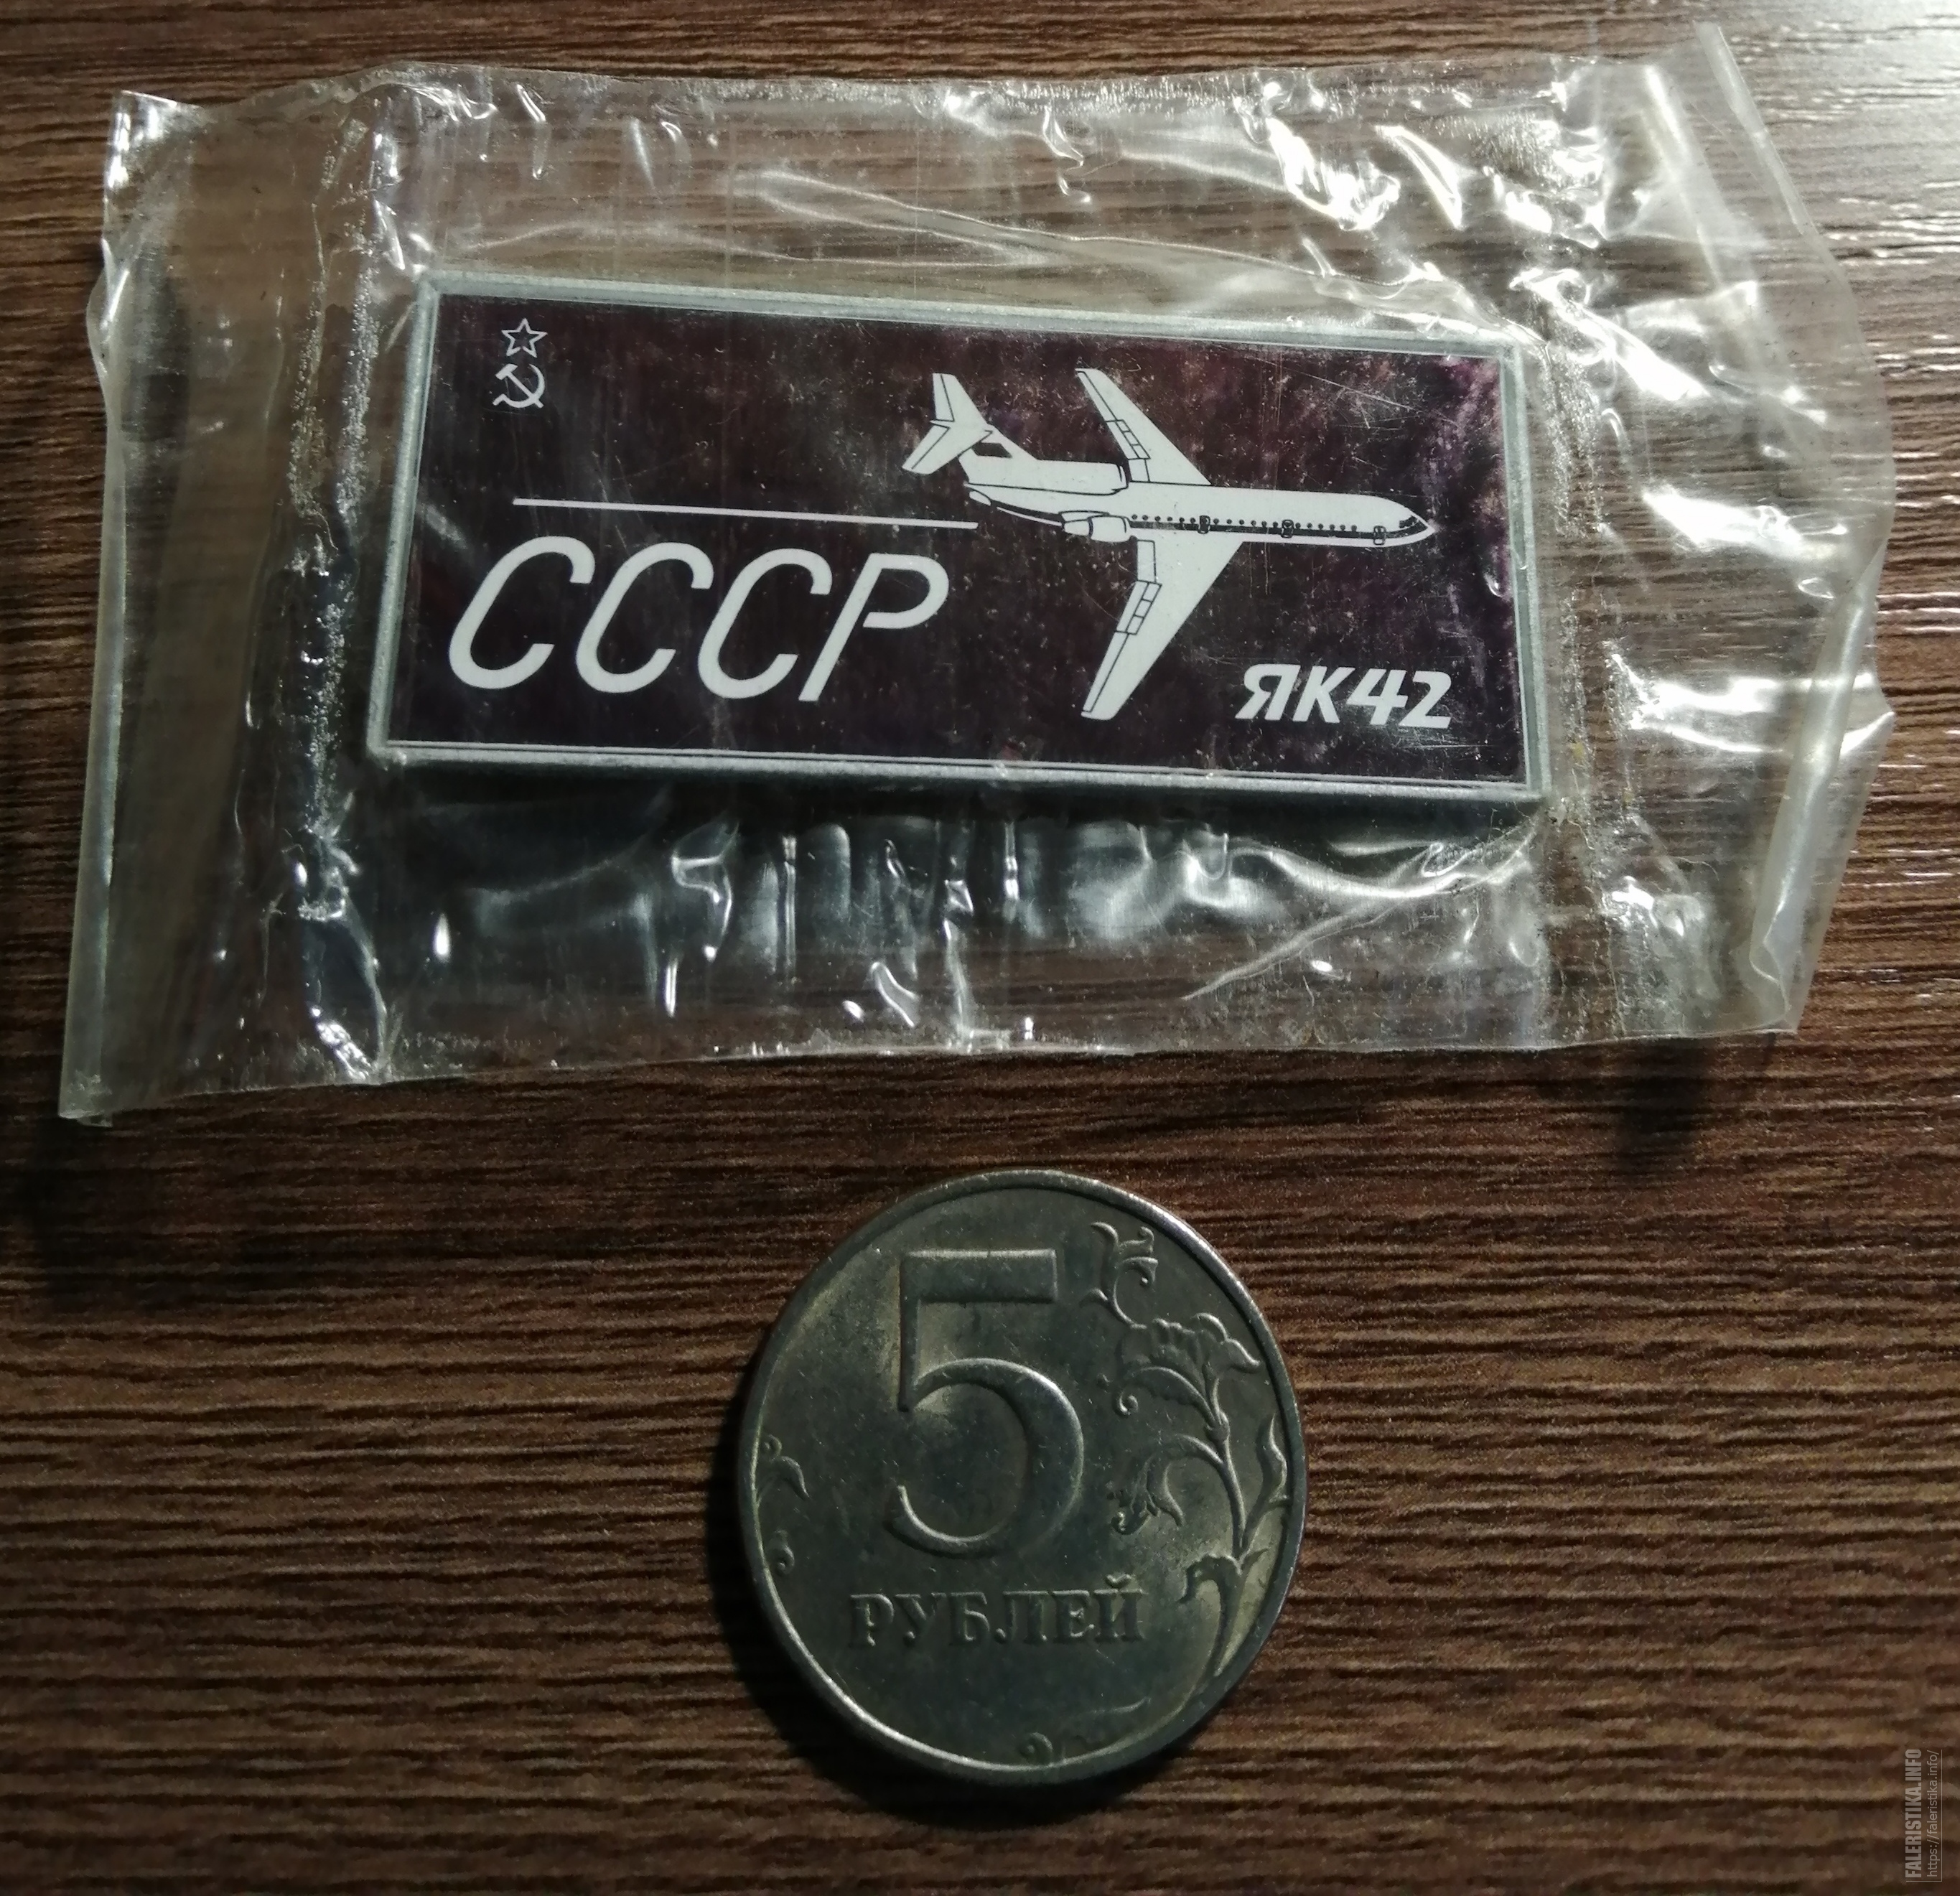 СССР
ЯК42
5
РУБЛЕЙ
FALERISTIKA.INFO
https://faleristika.info/